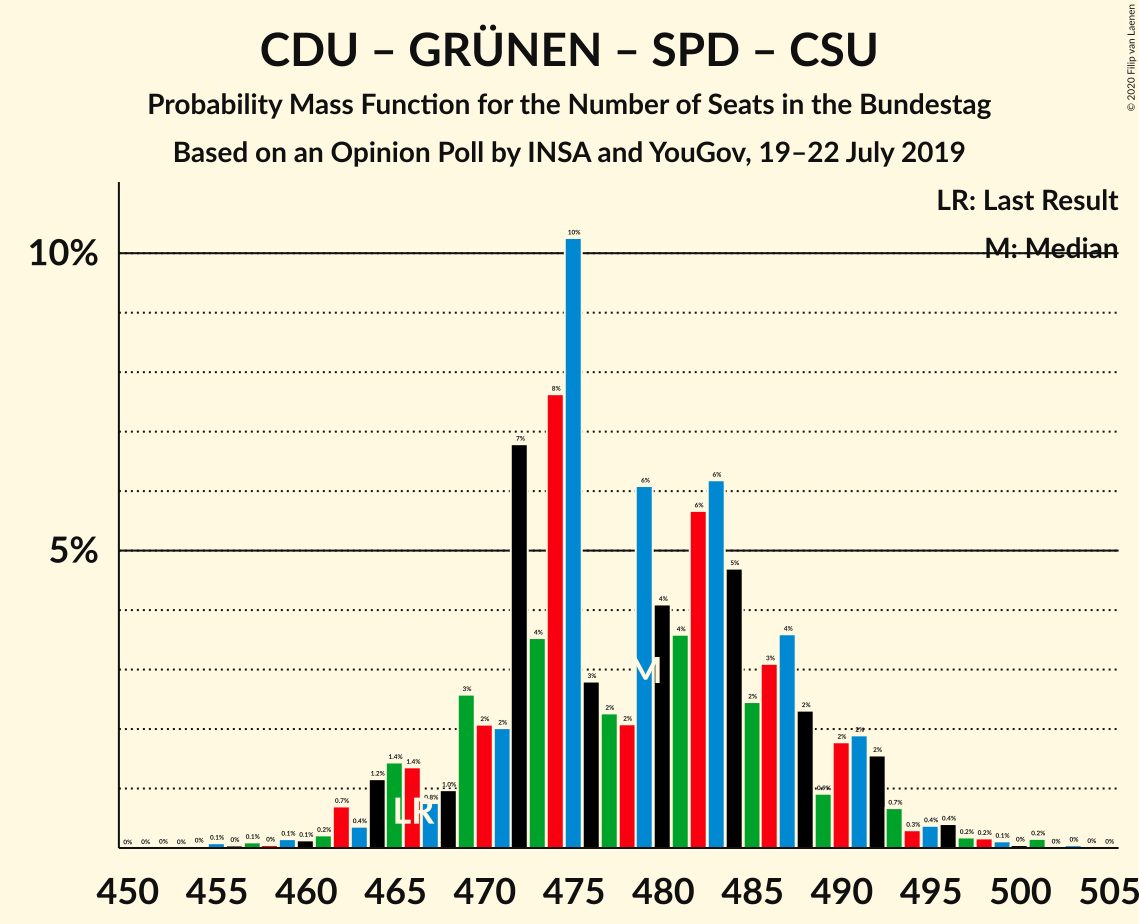 CDU – GRÜNEN – SPD – CSU
Probability Mass Function for the Number of Seats in the Bundestag
Based on an Opinion Poll by INSA and YouGov, 19–22 July 2019
© 2020 Filip van Laenen
LR: Last Result
M: Median
10%
5%
0% 0% 0% 0% 0% 0.1% 0% 0.1% 0% 0.1% 0.1% 0.2% 0.7% 0.4% 1.2% 1.4% 1.4% 0.8% 1.0% 3% 2% 2% 7% 4% 8% 10% 3% 2% 2% 6% 4% 4% 6% 6% 5% 2% 3% 4% 2% 0.9% 2% 2% 2% 0.7% 0.3% 0.4% 0.4% 0.2% 0.2% 0.1% 0% 0.2% 0% 0% 0% 0%
LR
M
450 455 460 465 470 475 480 485 490 495 500 505